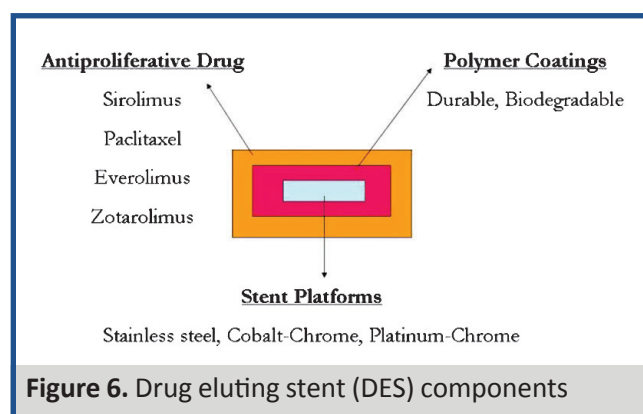 Antiproliferative Drug
Sirolimus
Paclitaxel
Everolimus
Zotarolimus
Polymer Coatings
Durable, Biodegradable
Stent Platforms
Stainless steel, Cobalt-Chrome, Platinum-Chrome
Figure 6. Drug eluting stent (DES) components